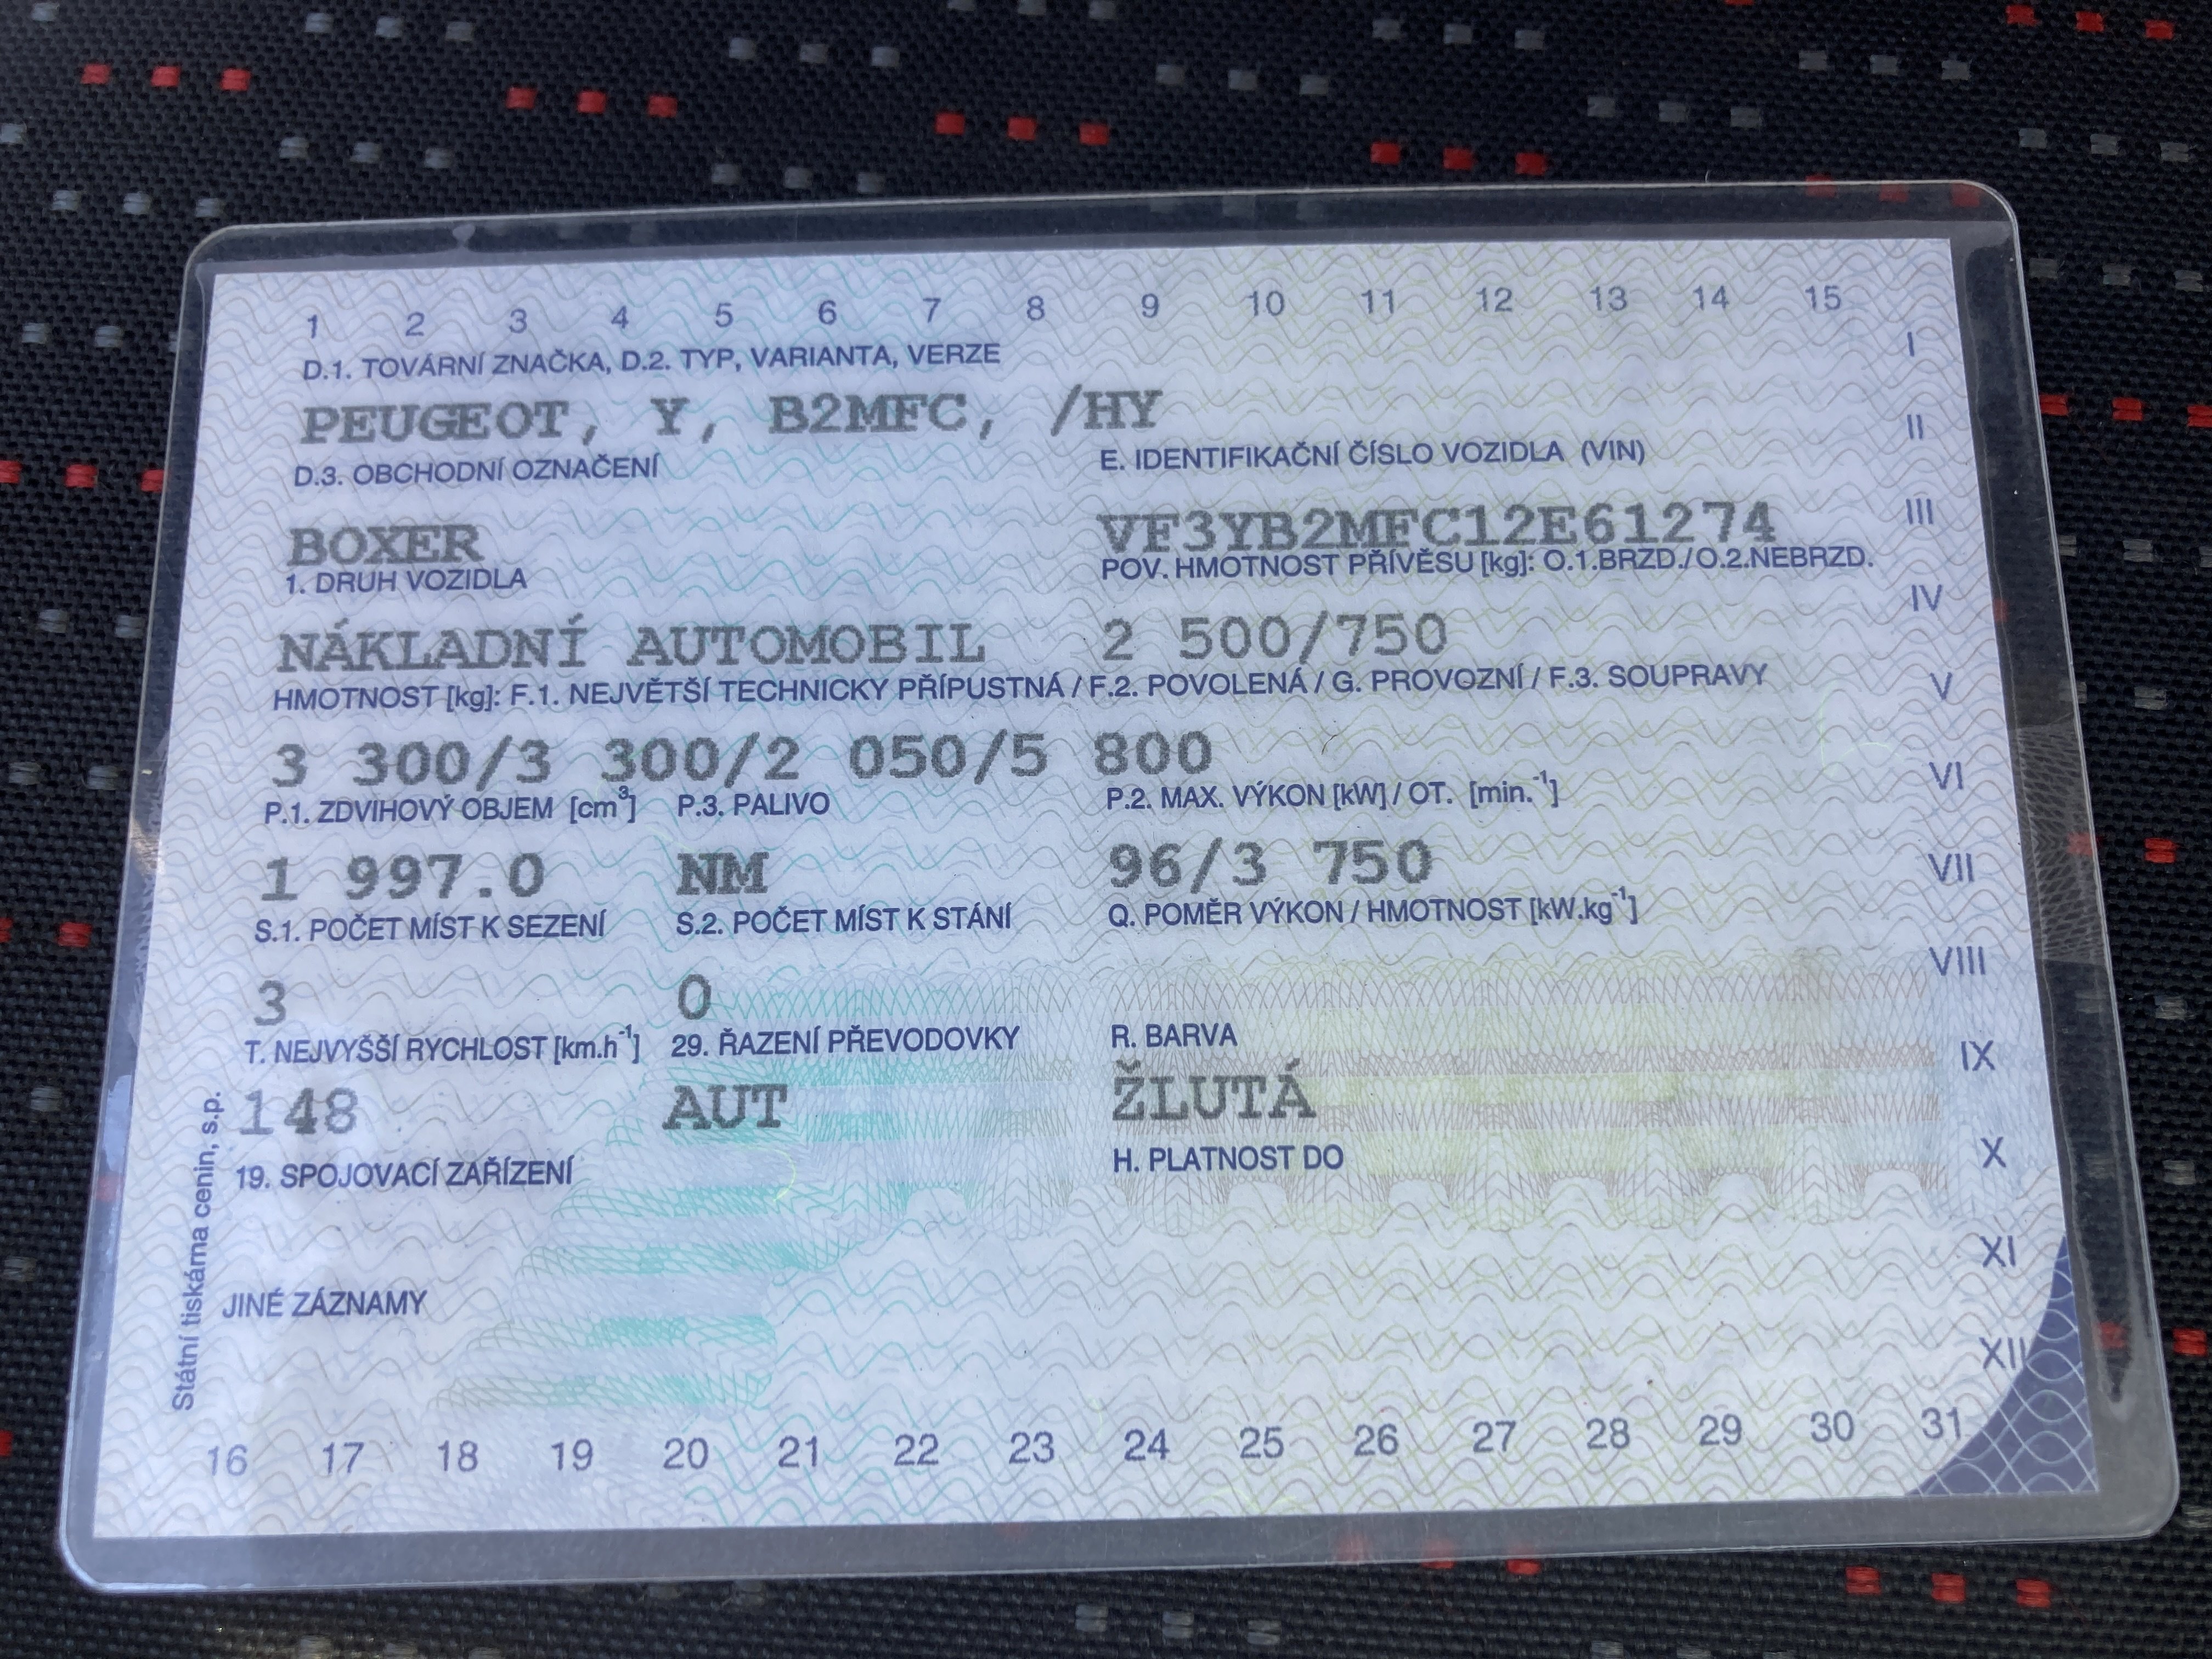 1 2 3 4 5 6 7 8 9 10 11 12 13 14 15
I
D.1. TOVÁRNÍ ZNAČKA, D.2. TYP, VARIANTA, VERZE
PEUGEOT, Y, B2MFC, /HY
II
D.3. OBCHODNÍ OZNAČENÍ E. IDENTIFIKAČNÍ ČÍSLO VOZIDLA (VIN)
BOXER VF3YB2MFC12E61274
III
1. DRUH VOZIDLA POV. HMOTNOST PŘÍVĚSU [kg]: O.1.BRZD./O.2.NEBRZD.
IV
NÁKLADNÍ AUTOMOBIL 2 500/750
HMOTNOST [kg]: F.1. NEJVĚTŠÍ TECHNICKY PŘÍPUSTNÁ / F.2. POVOLENÁ / G. PROVOZNÍ / F.3. SOUPRAVY
V
3 300/3 300/2 050/5 800
VI
P.1. ZDVIHOVÝ OBJEM [cm³] P.3. PALIVO P.2. MAX. VÝKON [kW] / OT. [min.⁻¹]
1 997.0 NM 96/3 750
VII
S.1. POČET MÍST K SEZENÍ S.2. POČET MÍST K STÁNÍ Q. POMĚR VÝKON / HMOTNOST [kW.kg⁻¹]
VIII
3 0
T. NEJVYŠŠÍ RYCHLOST [km.h⁻¹] 29. ŘAZENÍ PŘEVODOVKY R. BARVA
IX
148 AUT ŽLUTÁ
X
19. SPOJOVACÍ ZAŘÍZENÍ H. PLATNOST DO
XI
JINÉ ZÁZNAMY
XII
Státní tiskárna cenin, s.p.
16 17 18 19 20 21 22 23 24 25 26 27 28 29 30 31